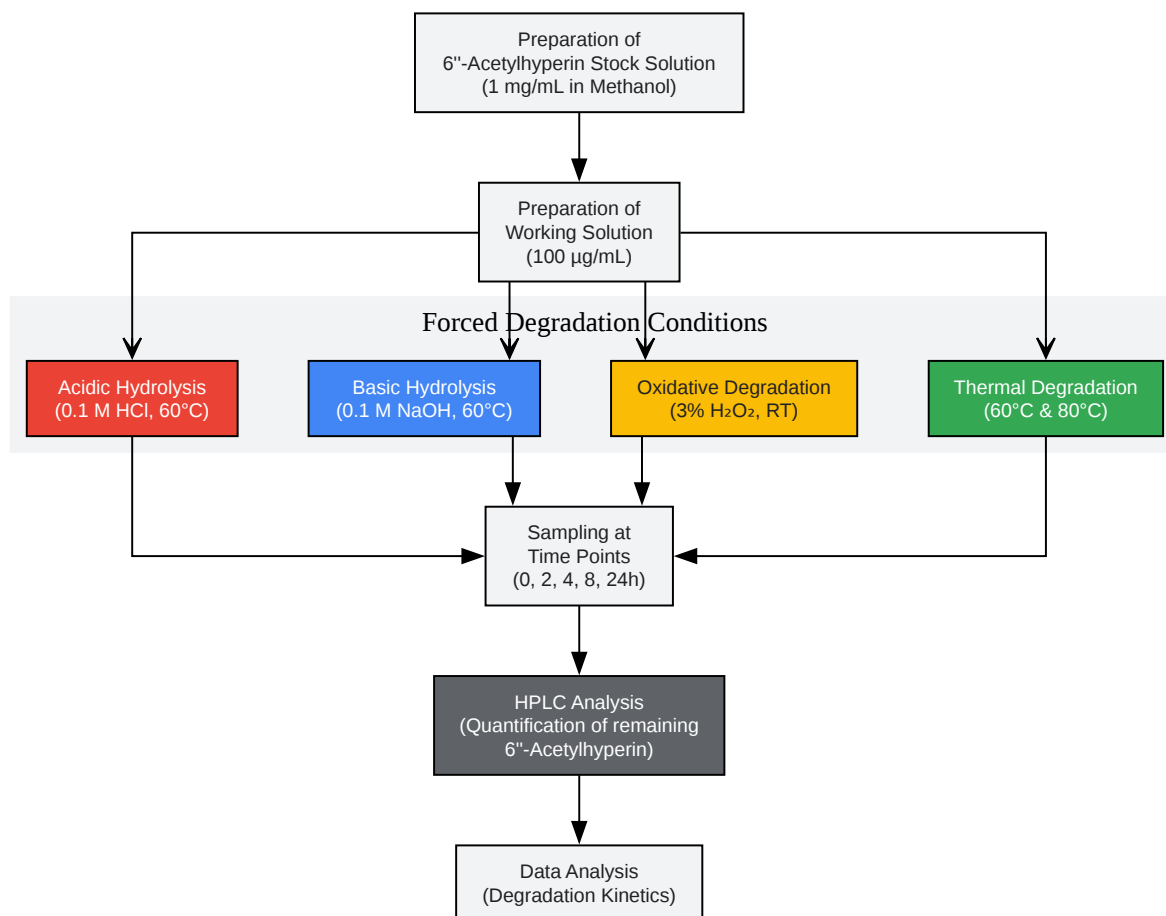 Preparation of
6''-Acetylhyperin Stock Solution
(1 mg/mL in Methanol)
Preparation of
Working Solution
(100 µg/mL)
Forced Degradation Conditions
Acidic Hydrolysis
(0.1 M HCl, 60°C)
Basic Hydrolysis
(0.1 M NaOH, 60°C)
Oxidative Degradation
(3% H₂O₂, RT)
Thermal Degradation
(60°C & 80°C)
Sampling at
Time Points
(0, 2, 4, 8, 24h)
HPLC Analysis
(Quantification of remaining
6''-Acetylhyperin)
Data Analysis
(Degradation Kinetics)